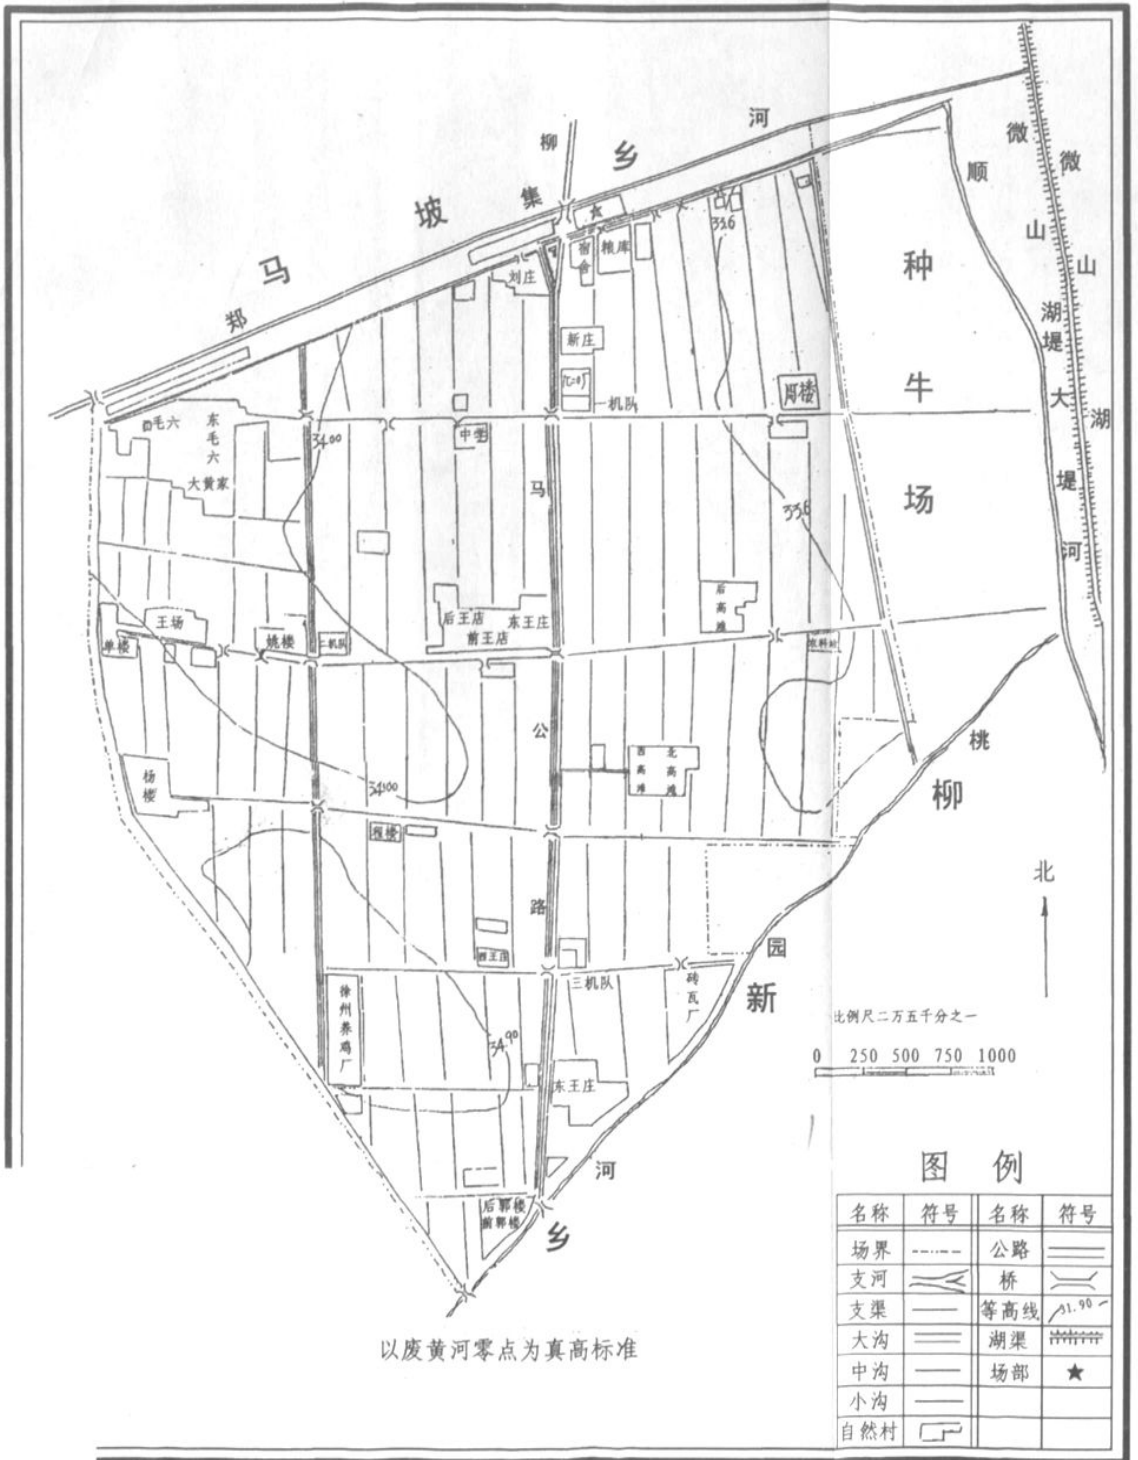 马坡乡
郑集河
柳
微山湖
微山湖堤
顺堤河
大
种牛场
33.6
宿舍
粮库
刘庄
新庄
一机队
周楼
毛六
东毛六
大黄家
34.00
中学
马公路
33.6
王场
单楼
姚楼
二机队
后王店
前王店
东王庄
后高滩
农科站
西高滩
北高滩
杨楼
34.00
程楼
桃园河
柳新乡
北
西王庄
三机队
砖瓦厂
徐州养鸡厂
34.90
东王庄
后郭楼
前郭楼
比例尺二万五千分之一
0 250 500 750 1000
图例
名称 符号 名称 符号
场界 公路
支河 桥
支渠 等高线 31.90
大沟 湖渠
中沟 场部 ★
小沟
自然村
以废黄河零点为真高标准